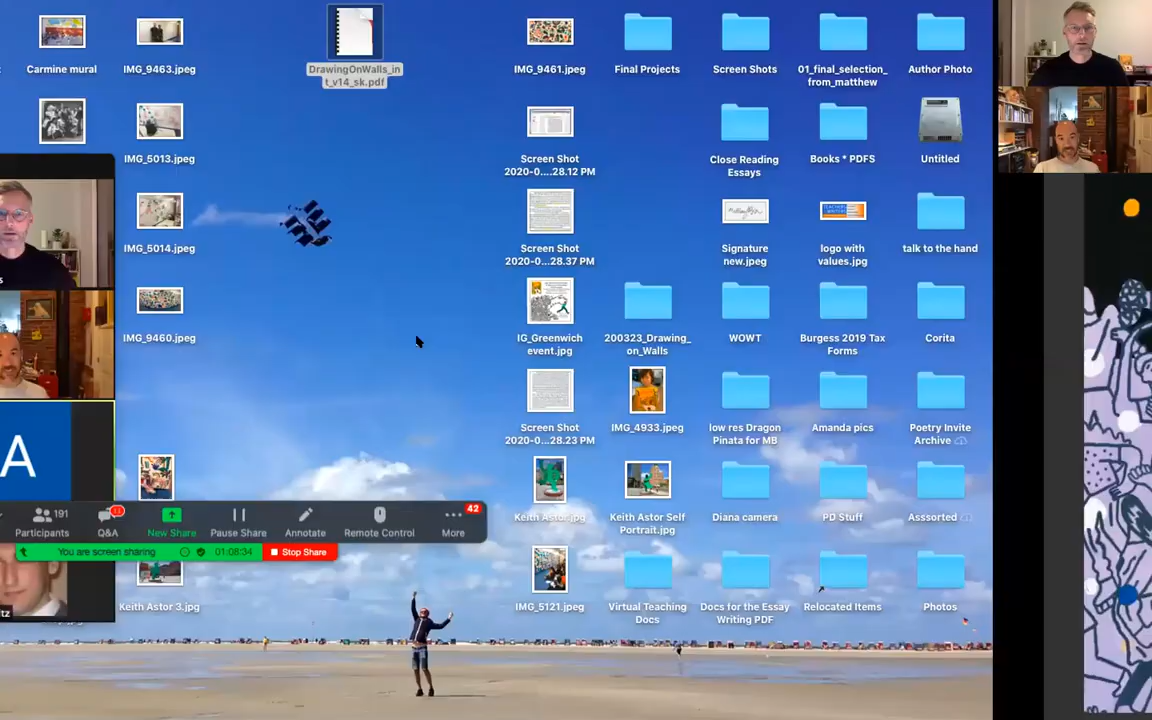 Carmine mural
IMG_9463.jpeg
DrawingOnWalls_in
t_v14_sk.pdf
IMG_9461.jpeg
Final Projects
Screen Shots
01_final_selection_
from_matthew
Author Photo
IMG_5013.jpeg
Screen Shot
2020-0....28.12 PM
Close Reading
Essays
Books * PDFS
Untitled
IMG_5014.jpeg
Screen Shot
2020-0...28.37 PM
Signature
new.jpeg
logo with
values.jpg
talk to the hand
IMG_9460.jpeg
IG_Greenwich
event.jpg
200323_Drawing_
on_Walls
WOWT
Burgess 2019 Tax
Forms
Corita
Screen Shot
2020-0...28.23 PM
IMG_4933.jpeg
low res Dragon
Pinata for MB
Amanda pics
Poetry Invite
Archive
A
Keith Astor.jpg
Keith Astor Self
Portrait.jpg
Diana camera
PD Stuff
Asssorted
191
42
Participants
Q&A
New Share
Pause Share
Annotate
Remote Control
More
You are screen sharing
01:08:34
Stop Share
tz
Keith Astor 3.jpg
IMG_5121.jpeg
Virtual Teaching
Docs
Docs for the Essay
Writing PDF
Relocated Items
Photos